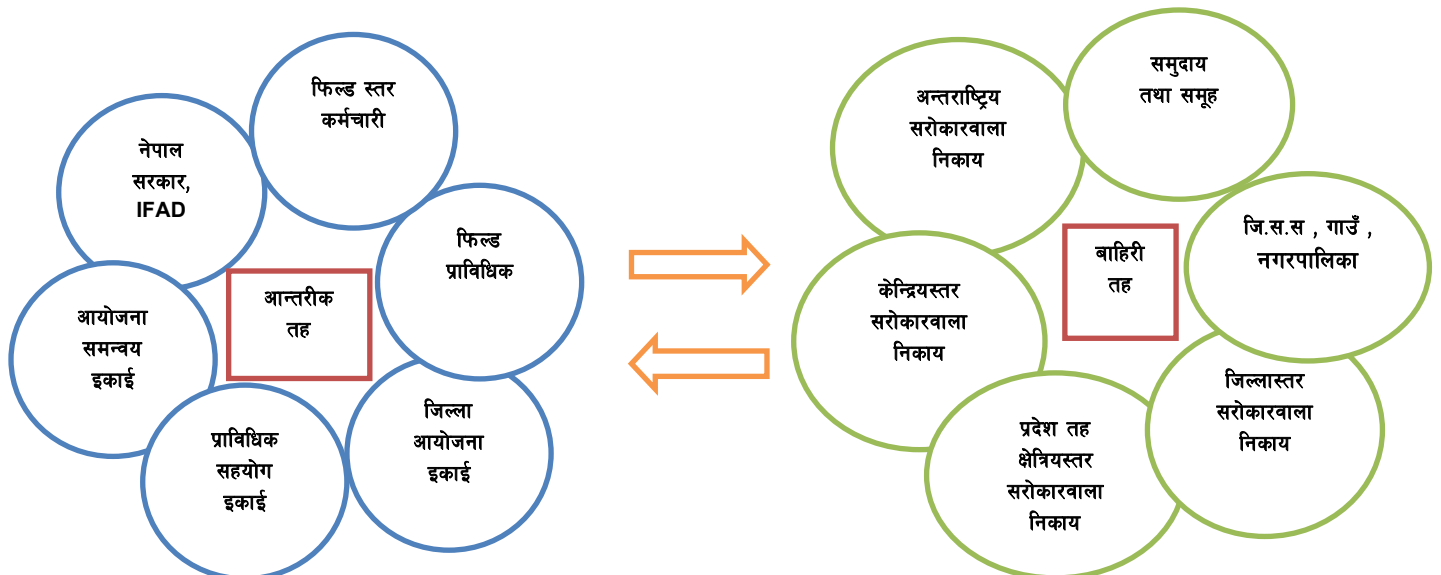 फिल्ड स्तर
कर्मचारी
नेपाल
सरकार,
IFAD
फिल्ड
प्राविधिक
आन्तरीक
तह
आयोजना
समन्वय
इकाई
प्राविधिक
सहयोग
इकाई
जिल्ला
आयोजना
इकाई
समुदाय
तथा समूह
अन्तराष्ट्रिय
सरोकारवाला
निकाय
जि.स.स , गाउँ ,
नगरपालिका
बाहिरी
तह
केन्द्रियस्तर
सरोकारवाला
निकाय
जिल्लास्तर
सरोकारवाला
निकाय
प्रदेश तह
क्षेत्रियस्तर
सरोकारवाला
निकाय